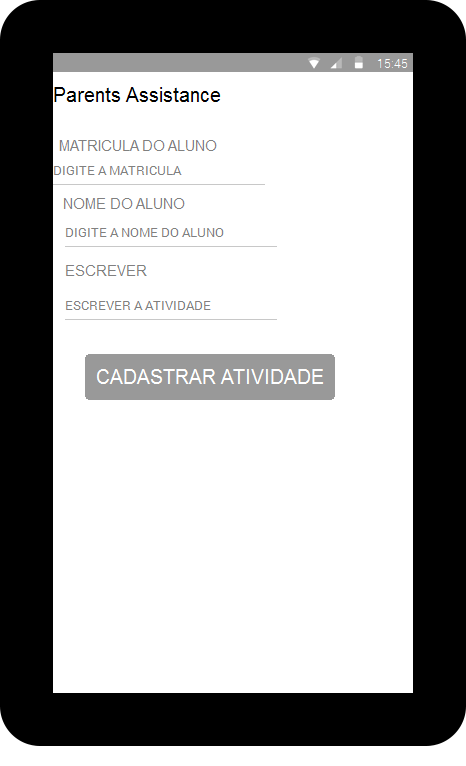 15:45
Parents Assistance
MATRICULA DO ALUNO
DIGITE A MATRICULA
NOME DO ALUNO
DIGITE A NOME DO ALUNO
ESCREVER
ESCREVER A ATIVIDADE
CADASTRAR ATIVIDADE